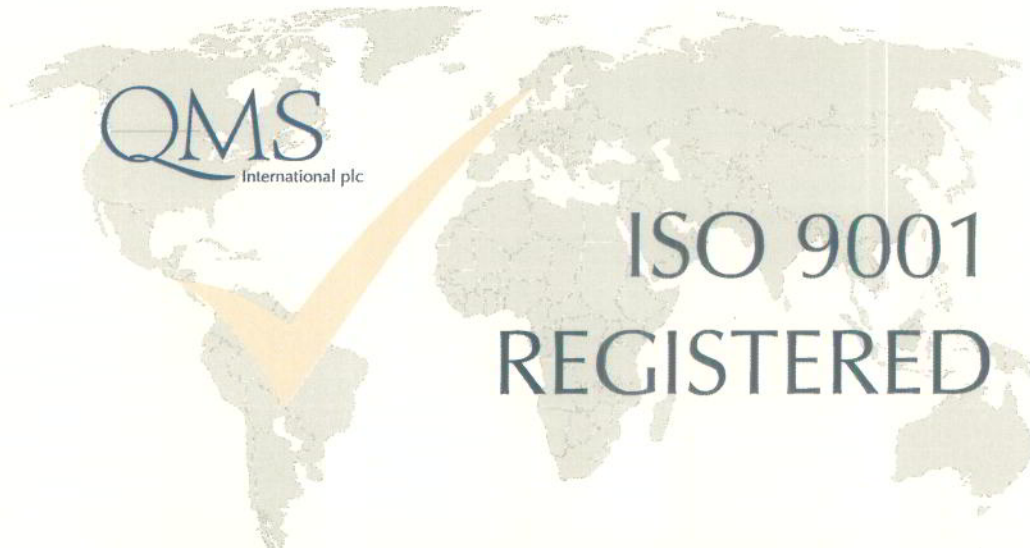 QMS
International plc
ISO 9001
REGISTERED